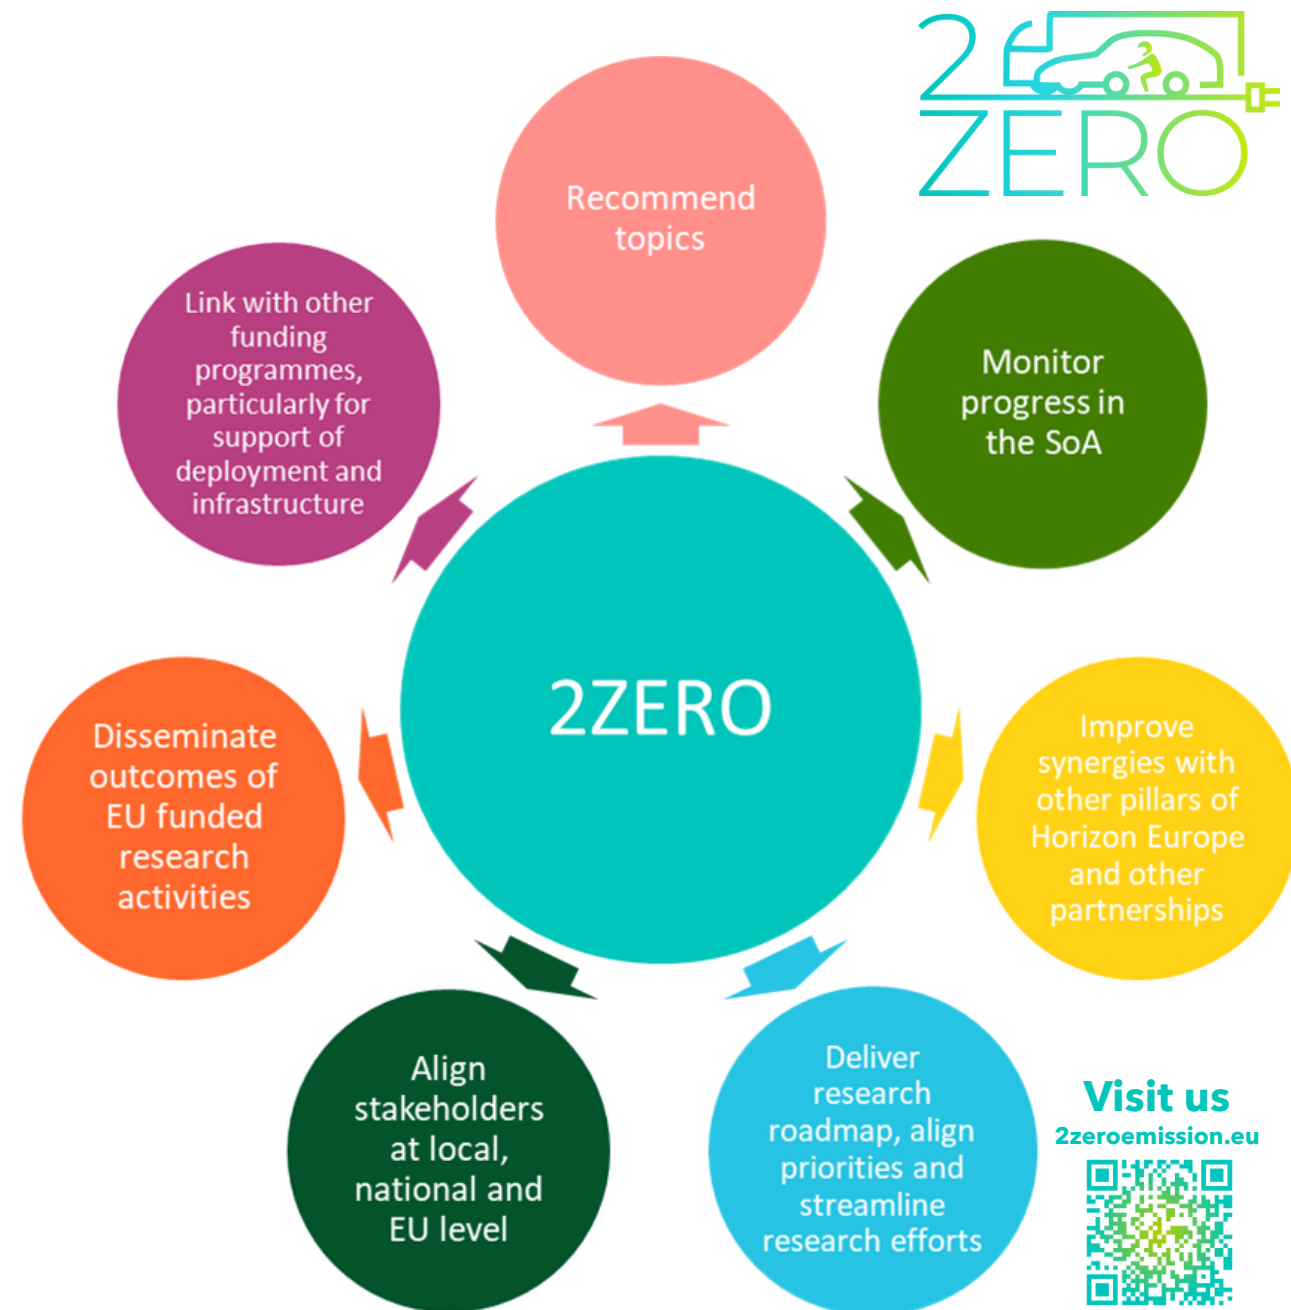 2
ZERO
Recommend
topics
Monitor
progress in
the SoA
Improve
synergies with
other pillars of
Horizon Europe
and other
partnerships
Deliver
research
roadmap, align
priorities and
streamline
research efforts
Align
stakeholders
at local,
national and
EU level
Disseminate
outcomes of
EU funded
research
activities
Link with other
funding
programmes,
particularly for
support of
deployment and
infrastructure
2ZERO
Visit us
2zeroemission.eu